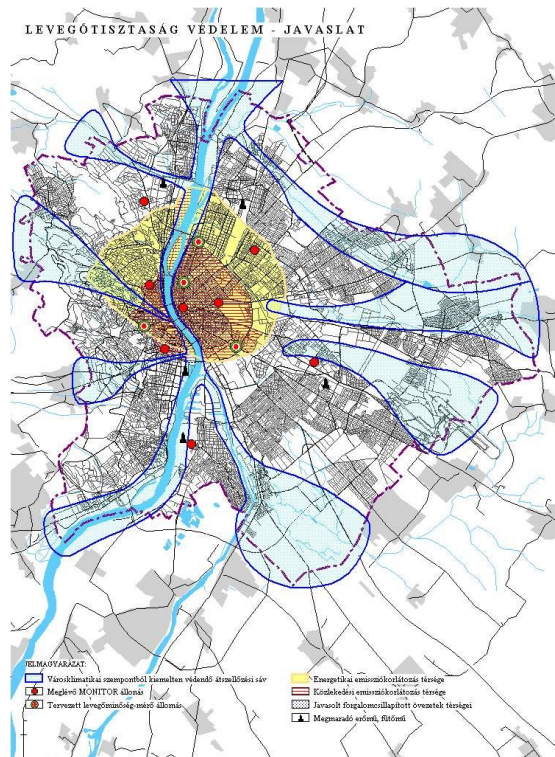 LEVEGŐTISZTASÁG VÉDELEM - JAVASLAT
JELMAGYARÁZAT:
Városklimatikai szempontból kiemelten védendő átszellőzési sáv
Meglévő MONITOR állomás
Tervezett levegőminőség-mérő állomás
Energetikai emissziókorlátozás térsége
Közlekedési emissziókorlátozás térsége
Javasolt forgalomcsillapított övezetek térségei
Megmaradó erőmű, fűtőmű